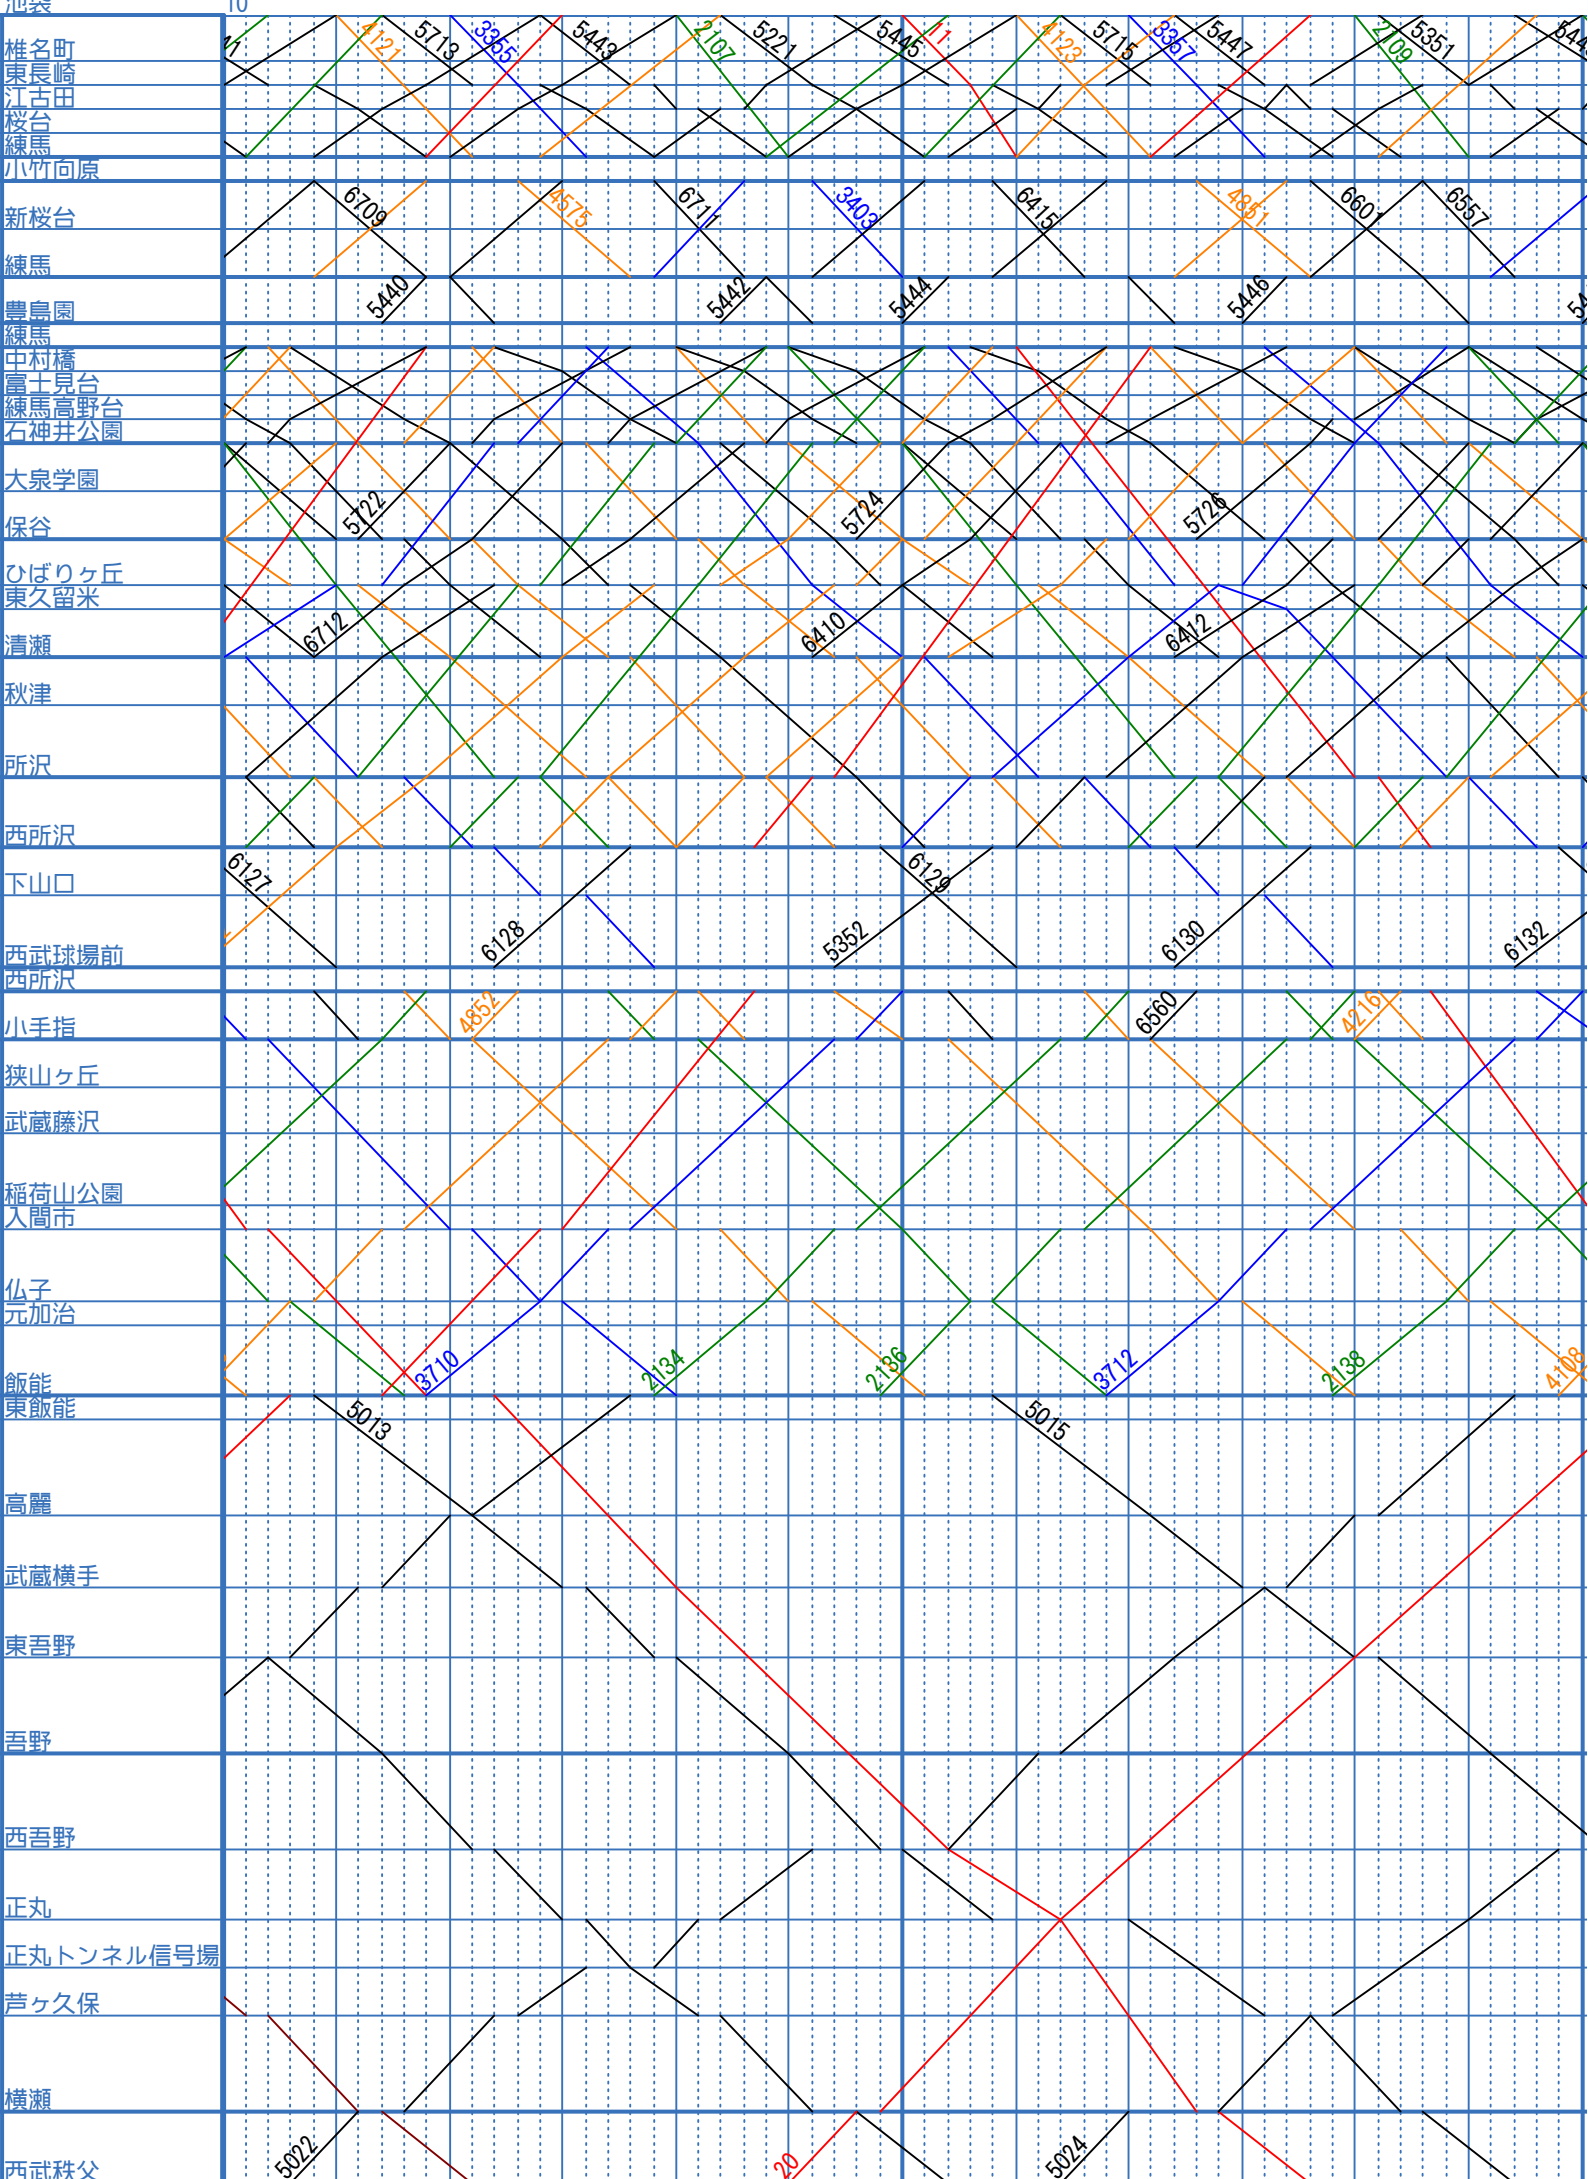 池袋 10
椎名町
東長崎
江古田
桜台
練馬
4121 5713 3355 5443 2107 5221 5445 11 4123 5715 3357 5447 2109 5351
小竹向原
新桜台
練馬
6709 4575 6711 3403 6415 4851 6601 6557
豊島園
5440 5442 5444 5446
練馬
中村橋
富士見台
練馬高野台
石神井公園
大泉学園
保谷
5722 5724 5726
ひばりヶ丘
東久留米
清瀬
6712 6410 6412
秋津
所沢
西所沢
下山口
6127 6129
西武球場前
6128 5352 6130 6132
西所沢
小手指
4852 6560 4216
狭山ヶ丘
武蔵藤沢
稲荷山公園
入間市
仏子
元加治
飯能
3710 2134 2136 3712 2138 4108
東飯能
5013 5015
高麗
武蔵横手
東吾野
吾野
西吾野
正丸
正丸トンネル信号場
芦ヶ久保
横瀬
西武秩父
5022 20 5024